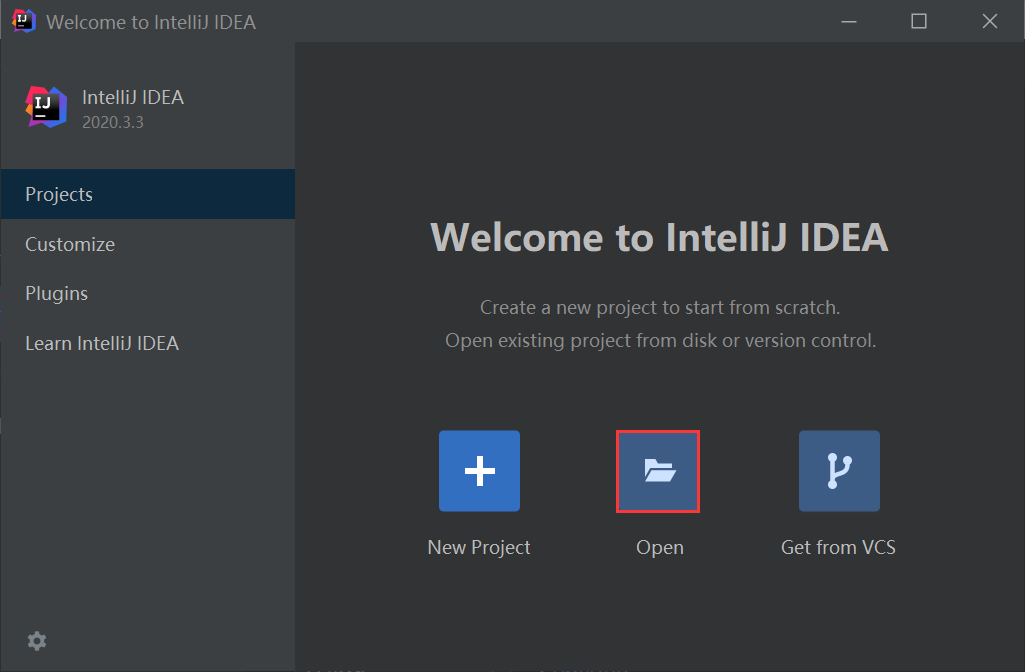 Welcome to IntelliJ IDEA
IJ
IntelliJ IDEA
2020.3.3
Projects
Customize
Plugins
Learn IntelliJ IDEA
Welcome to IntelliJ IDEA
Create a new project to start from scratch.
Open existing project from disk or version control.
New Project
Open
Get from VCS